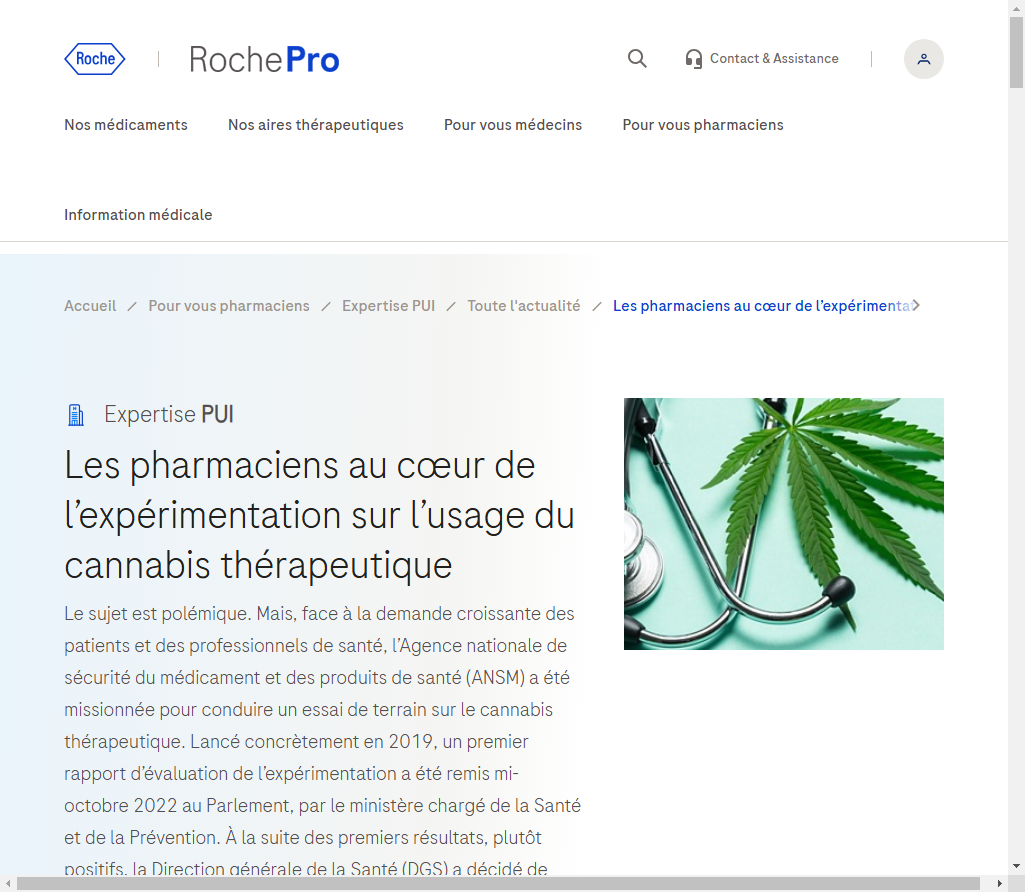 Roche
RochePro
Contact & Assistance
Nos médicaments
Nos aires thérapeutiques
Pour vous médecins
Pour vous pharmaciens
Information médicale
Accueil / Pour vous pharmaciens / Expertise PUI / Toute l'actualité / Les pharmaciens au cœur de l’expérimentat
Expertise PUI
Les pharmaciens au cœur de
l’expérimentation sur l’usage du
cannabis thérapeutique
Le sujet est polémique. Mais, face à la demande croissante des
patients et des professionnels de santé, l’Agence nationale de
sécurité du médicament et des produits de santé (ANSM) a été
missionnée pour conduire un essai de terrain sur le cannabis
thérapeutique. Lancé concrètement en 2019, un premier
rapport d’évaluation de l’expérimentation a été remis mi-
octobre 2022 au Parlement, par le ministère chargé de la Santé
et de la Prévention. À la suite des premiers résultats, plutôt
positifs, la Direction générale de la Santé (DGS) a décidé de